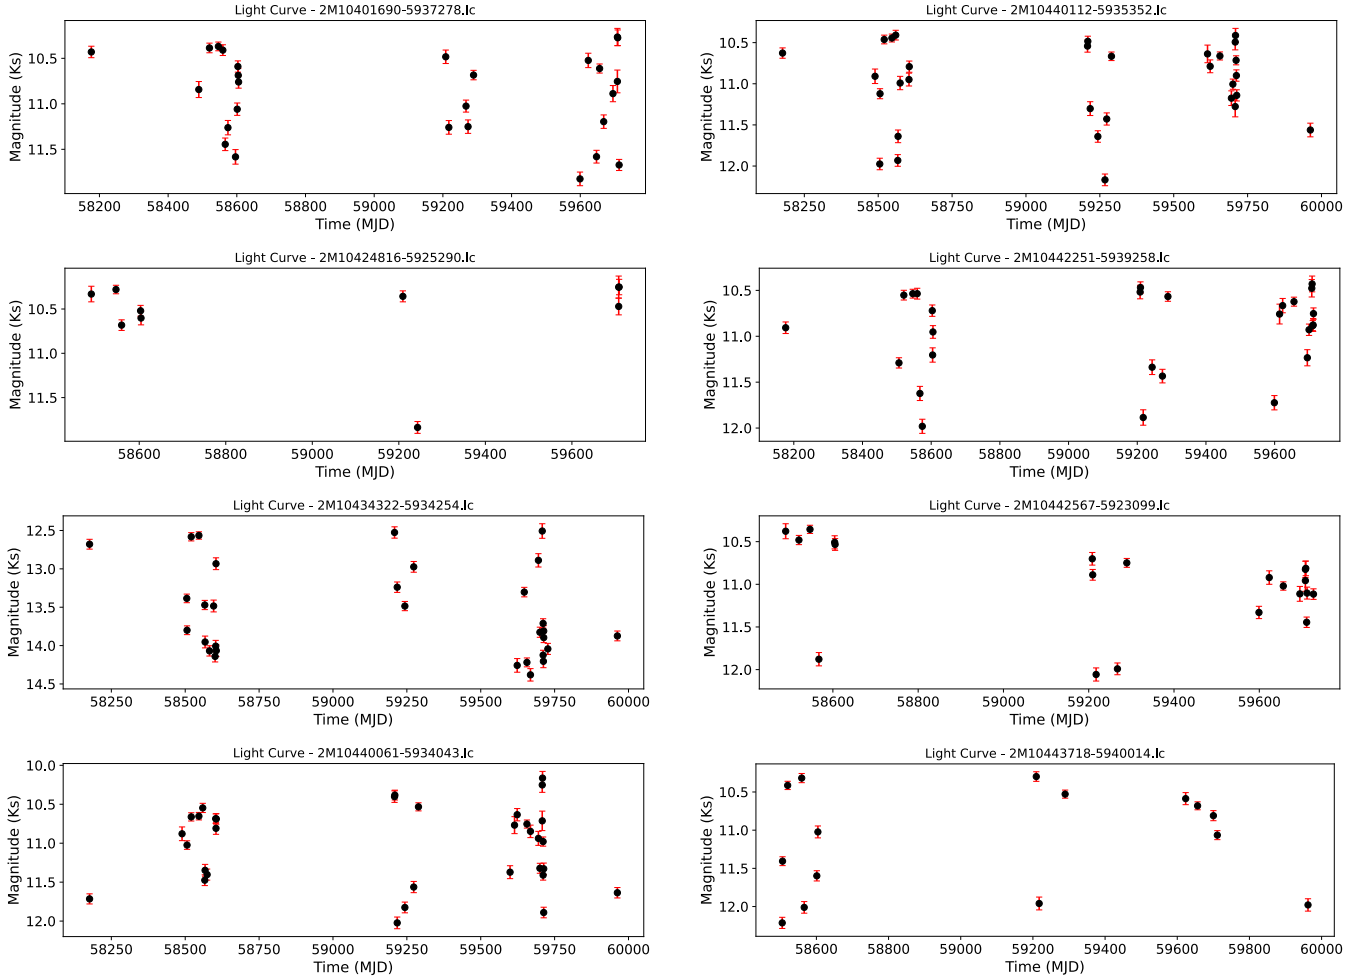 Light Curve - 2M10401690-5937278.lc
Magnitude (Ks)
10.5
11.0
11.5
58200 58400 58600 58800 59000 59200 59400 59600
Time (MJD)
Light Curve - 2M10440112-5935352.lc
Magnitude (Ks)
10.5
11.0
11.5
12.0
58250 58500 58750 59000 59250 59500 59750 60000
Time (MJD)
Light Curve - 2M10424816-5925290.lc
Magnitude (Ks)
10.5
11.0
11.5
58600 58800 59000 59200 59400 59600
Time (MJD)
Light Curve - 2M10442251-5939258.lc
Magnitude (Ks)
10.5
11.0
11.5
12.0
58200 58400 58600 58800 59000 59200 59400 59600
Time (MJD)
Light Curve - 2M10434322-5934254.lc
Magnitude (Ks)
12.5
13.0
13.5
14.0
14.5
58250 58500 58750 59000 59250 59500 59750 60000
Time (MJD)
Light Curve - 2M10442567-5923099.lc
Magnitude (Ks)
10.5
11.0
11.5
12.0
58600 58800 59000 59200 59400 59600
Time (MJD)
Light Curve - 2M10440061-5934043.lc
Magnitude (Ks)
10.0
10.5
11.0
11.5
12.0
58250 58500 58750 59000 59250 59500 59750 60000
Time (MJD)
Light Curve - 2M10443718-5940014.lc
Magnitude (Ks)
10.5
11.0
11.5
12.0
58600 58800 59000 59200 59400 59600 59800 60000
Time (MJD)